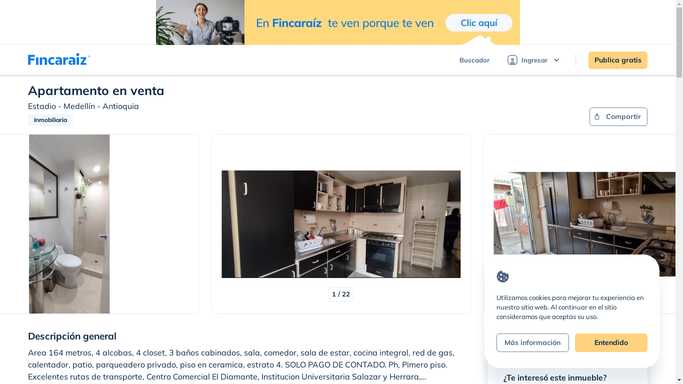 En Fincaraíz te ven porque te ven
Clic aquí
Fincaraiz
Buscador
Ingresar
Publica gratis
Apartamento en venta
Estadio - Medellín - Antioquia
Inmobiliaria
Compartir
1 / 22
Descripción general
Area 164 metras, 4 alcobas, 4 closet, 3 baños cabinados, sala, comedor, sala de estar, cocina integral, red de gas,
calentador, patio, parqueadero privado, piso en ceramica, estrato 4. SOLO PAGO DE CONTADO, Ph, Pimero piso.
Excelentes rutas de transporte, Centro Comercial El Diamante, Institucion Universitaria Salazar y Herrara,...
Utilizamos cookies para mejorar tu experiencia en
nuestro sitio web. Al continuar en el sitio
consideramos que aceptas su uso.
Más información
Entendido
¿Te interesó este inmueble?